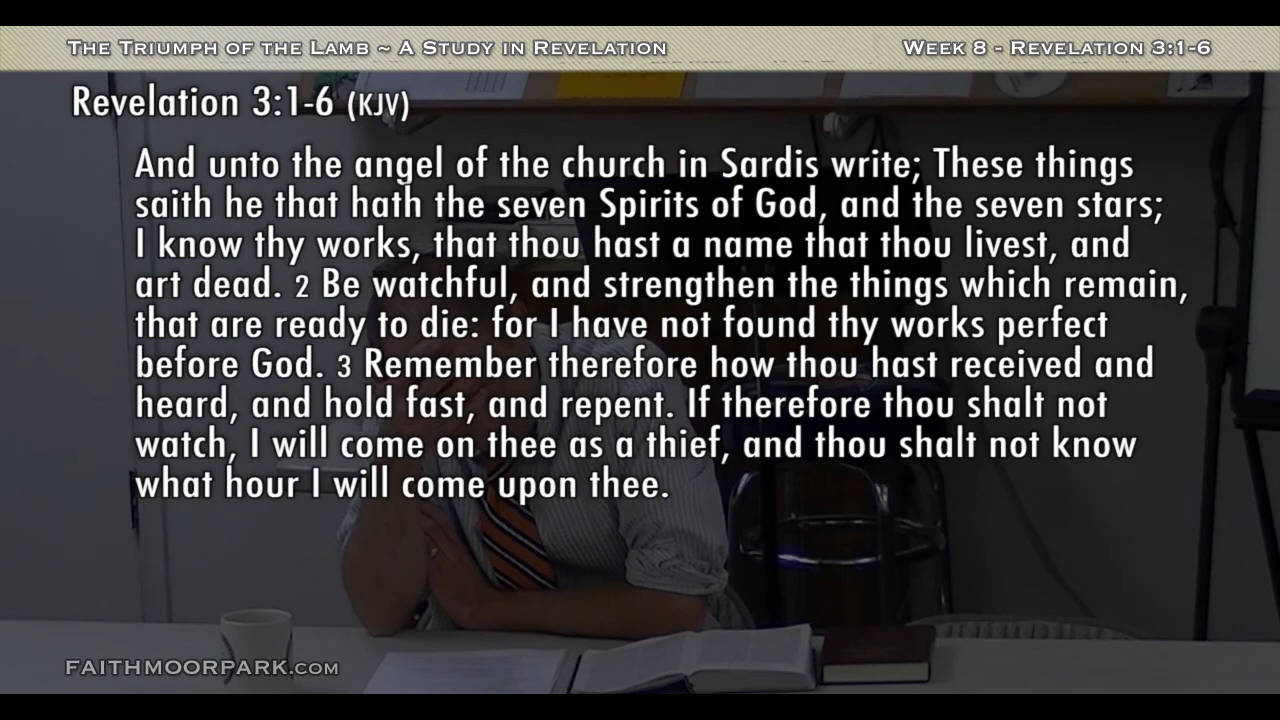 The Triumph of the Lamb ~ A Study in Revelation
Week 8 - Revelation 3:1-6
Revelation 3:1-6 (KJV)
And unto the angel of the church in Sardis write; These things
saith he that hath the seven Spirits of God, and the seven stars;
I know thy works, that thou hast a name that thou livest, and
art dead. 2 Be watchful, and strengthen the things which remain,
that are ready to die: for I have not found thy works perfect
before God. 3 Remember therefore how thou hast received and
heard, and hold fast, and repent. If therefore thou shalt not
watch, I will come on thee as a thief, and thou shalt not know
what hour I will come upon thee.
FAITHMOORPARK.COM